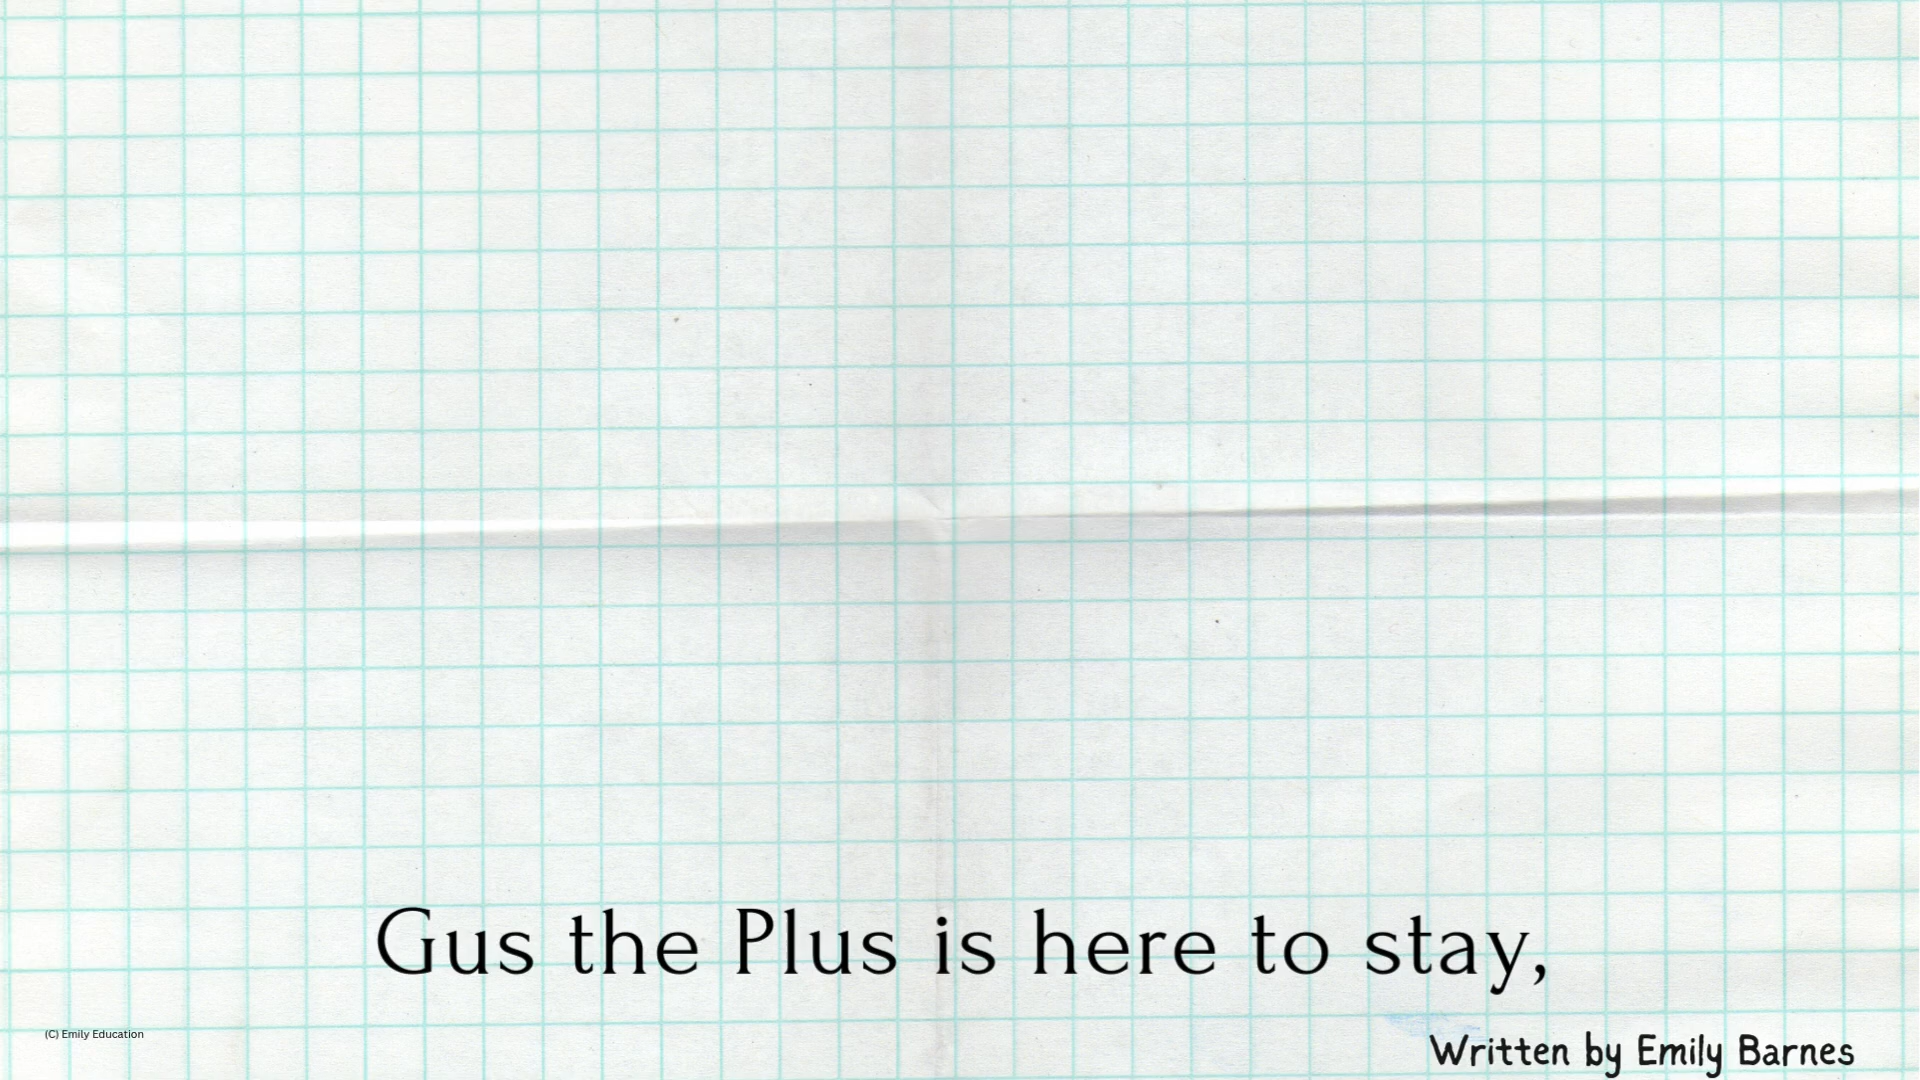 Gus the Plus is here to stay,
(C) Emily Education
Written by Emily Barnes